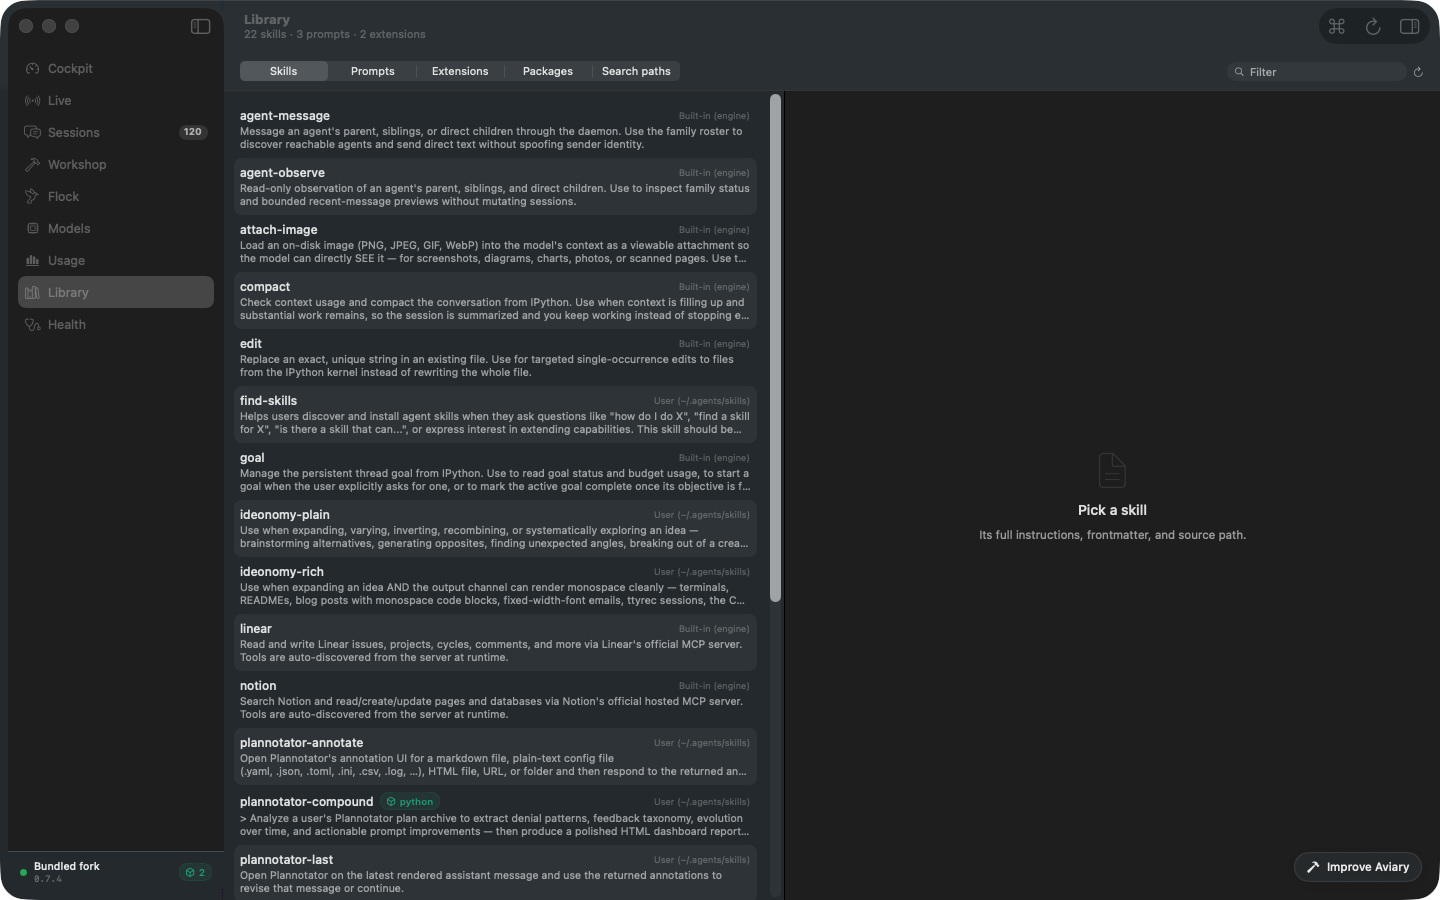 Library
22 skills · 3 prompts · 2 extensions
Cockpit
Live
Sessions
120
Workshop
Flock
Models
Usage
Library
Health
Bundled fork
0.7.4
2
Skills
Prompts
Extensions
Packages
Search paths
Filter
agent-message
Built-in (engine)
Message an agent's parent, siblings, or direct children through the daemon. Use the family roster to
discover reachable agents and send direct text without spoofing sender identity.
agent-observe
Built-in (engine)
Read-only observation of an agent's parent, siblings, and direct children. Use to inspect family status
and bounded recent-message previews without mutating sessions.
attach-image
Built-in (engine)
Load an on-disk image (PNG, JPEG, GIF, WebP) into the model's context as a viewable attachment so
the model can directly SEE it — for screenshots, diagrams, charts, photos, or scanned pages. Use t…
compact
Built-in (engine)
Check context usage and compact the conversation from IPython. Use when context is filling up and
substantial work remains, so the session is summarized and you keep working instead of stopping e…
edit
Built-in (engine)
Replace an exact, unique string in an existing file. Use for targeted single-occurrence edits to files
from the IPython kernel instead of rewriting the whole file.
find-skills
User (~/.agents/skills)
Helps users discover and install agent skills when they ask questions like "how do I do X", "find a skill
for X", "is there a skill that can...", or express interest in extending capabilities. This skill should be…
goal
Built-in (engine)
Manage the persistent thread goal from IPython. Use to read goal status and budget usage, to start a
goal when the user explicitly asks for one, or to mark the active goal complete once its objective is f…
ideonomy-plain
User (~/.agents/skills)
Use when expanding, varying, inverting, recombining, or systematically exploring an idea —
brainstorming alternatives, generating opposites, finding unexpected angles, breaking out of a crea…
ideonomy-rich
User (~/.agents/skills)
Use when expanding an idea AND the output channel can render monospace cleanly — terminals,
READMEs, blog posts with monospace code blocks, fixed-width-font emails, ttyrec sessions, the C…
linear
Built-in (engine)
Read and write Linear issues, projects, cycles, comments, and more via Linear's official MCP server.
Tools are auto-discovered from the server at runtime.
notion
Built-in (engine)
Search Notion and read/create/update pages and databases via Notion's official hosted MCP server.
Tools are auto-discovered from the server at runtime.
plannotator-annotate
User (~/.agents/skills)
Open Plannotator's annotation UI for a markdown file, plain-text config file
(.yaml, .json, .toml, .ini, .csv, .log, …), HTML file, URL, or folder and then respond to the returned an…
plannotator-compound
python
User (~/.agents/skills)
> Analyze a user's Plannotator plan archive to extract denial patterns, feedback taxonomy, evolution
over time, and actionable prompt improvements — then produce a polished HTML dashboard report…
plannotator-last
User (~/.agents/skills)
Open Plannotator on the latest rendered assistant message and use the returned annotations to
revise that message or continue.
Pick a skill
Its full instructions, frontmatter, and source path.
Improve Aviary